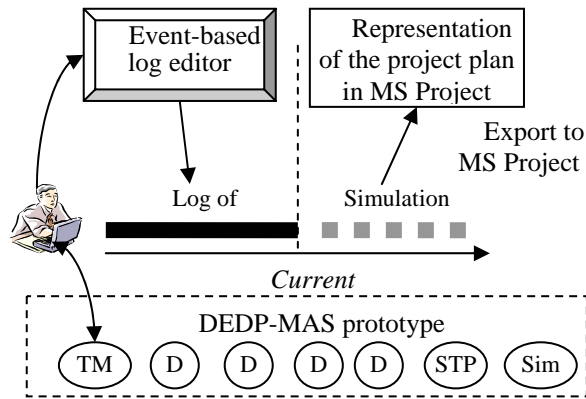 Event-based
log editor
Representation
of the project plan
in MS Project
Export to
MS Project
Log of
Simulation
Current
DEDP-MAS prototype
TM D D D D STP Sim